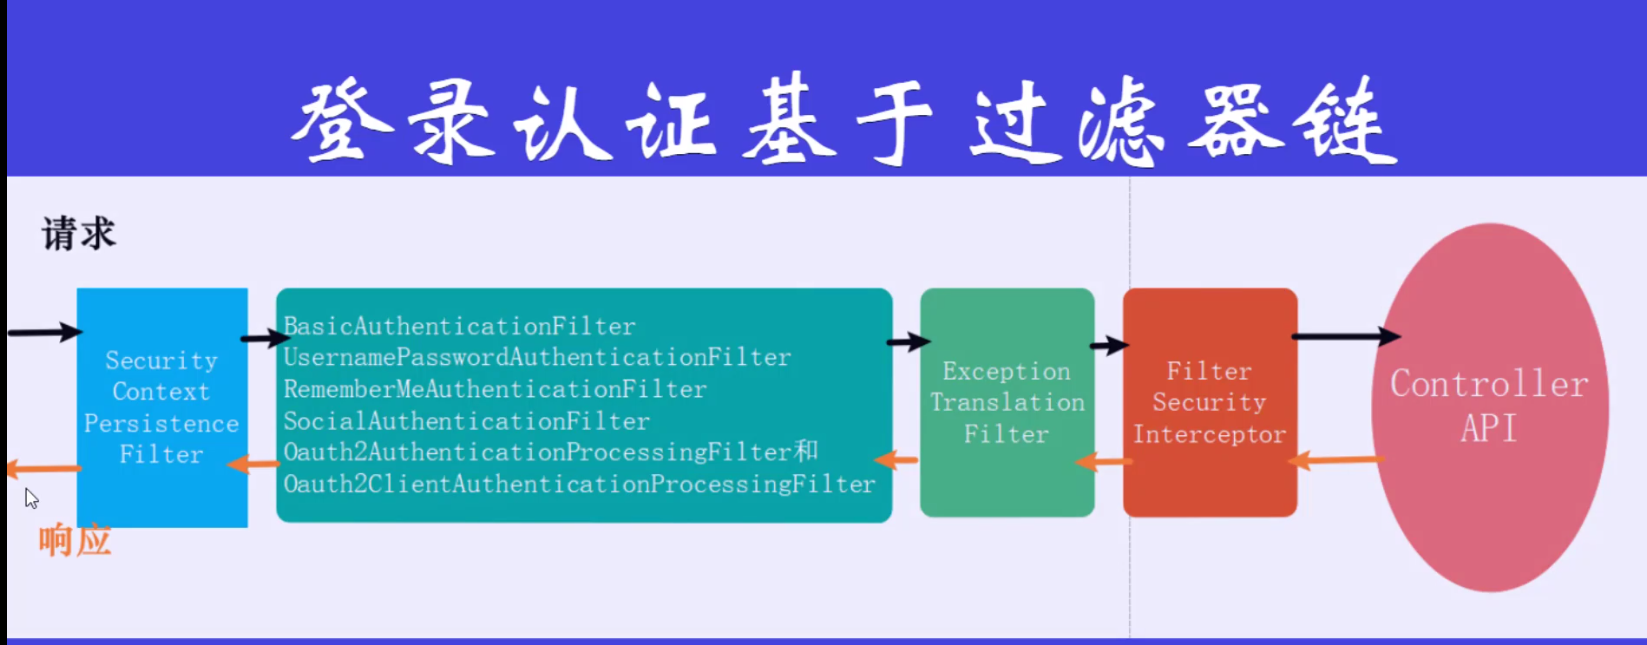 登录认证基于过滤器链
请求
Security
Context
Persistence
Filter
BasicAuthenticationFilter
UsernamePasswordAuthenticationFilter
RememberMeAuthenticationFilter
SocialAuthenticationFilter
Oauth2AuthenticationProcessingFilter和
Oauth2ClientAuthenticationProcessingFilter
Exception
Translation
Filter
Filter
Security
Interceptor
Controller
API
响应